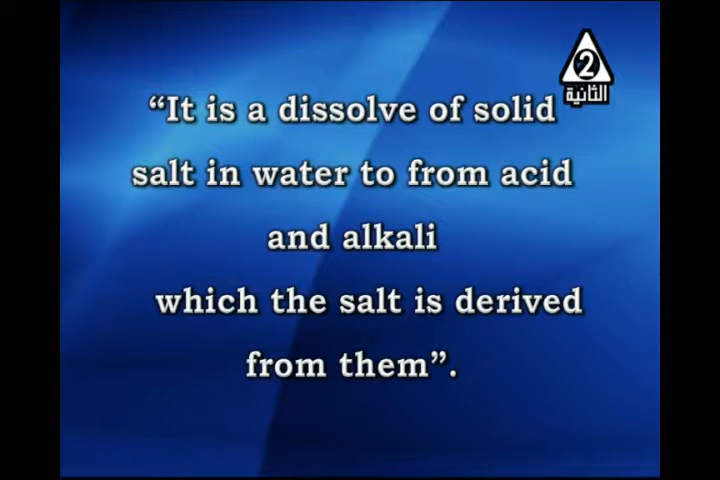 2
الثانية
“It is a dissolve of solid
salt in water to from acid
and alkali
which the salt is derived
from them”.